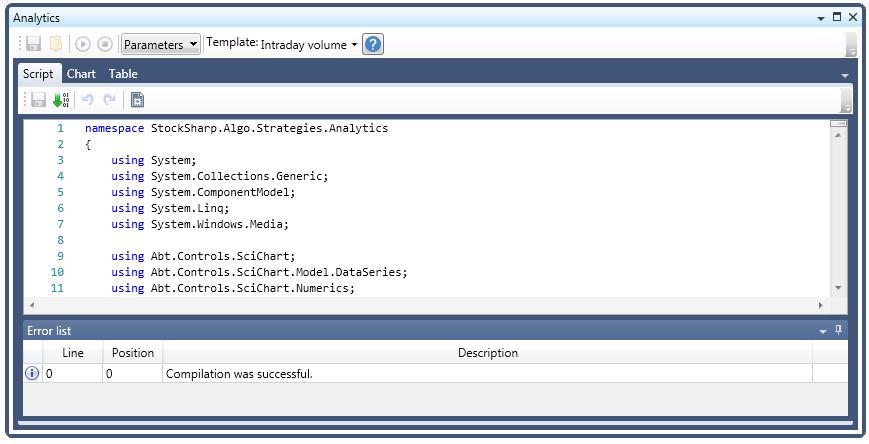 Analytics
Parameters Template: Intraday volume ?
Script Chart Table
1 namespace StockSharp.Algo.Strategies.Analytics
2 {
3 using System;
4 using System.Collections.Generic;
5 using System.ComponentModel;
6 using System.Linq;
7 using System.Windows.Media;
8
9 using Abt.Controls.SciChart;
10 using Abt.Controls.SciChart.Model.DataSeries;
11 using Abt.Controls.SciChart.Numerics;
Error list
Line Position Description
0 0 Compilation was successful.